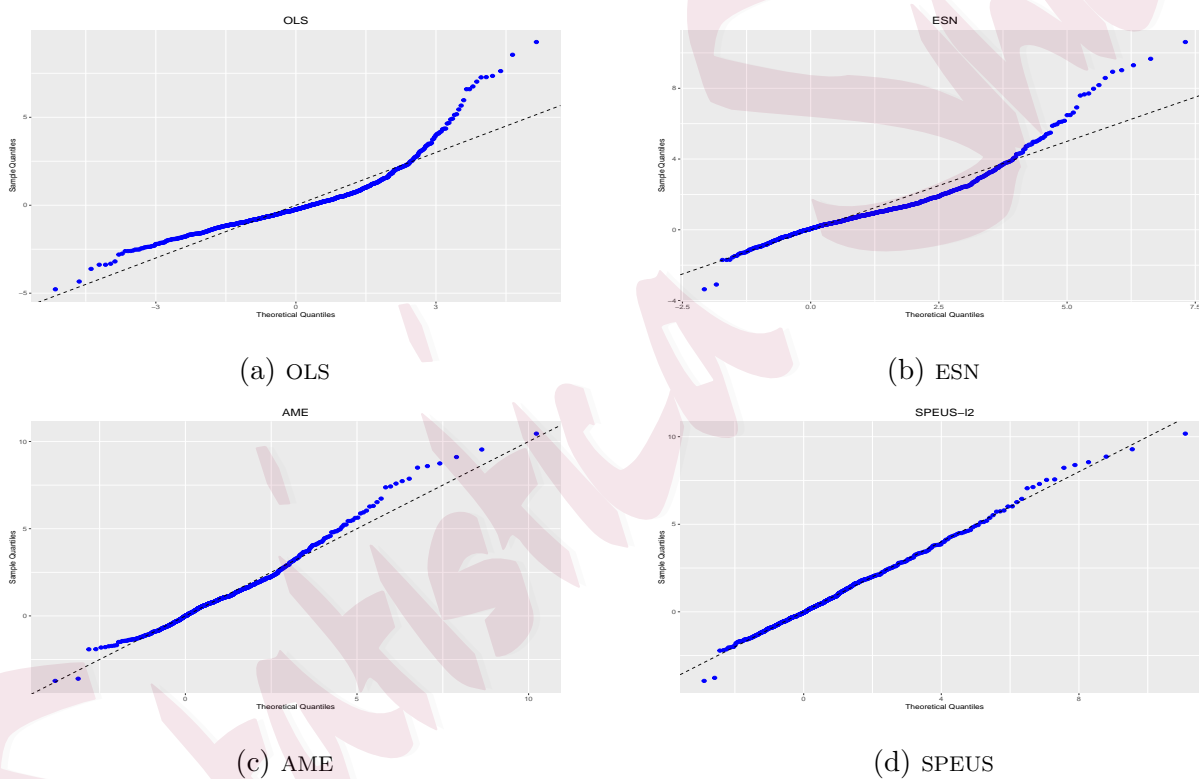 OLS
Sample Quantiles
5
0
−5
−3
0
3
Theoretical Quantiles
(a) OLS
ESN
Sample Quantiles
8
4
0
−4
−2.5
0.0
2.5
5.0
7.5
Theoretical Quantiles
(b) ESN
AME
Sample Quantiles
10
5
0
0
5
10
Theoretical Quantiles
(c) AME
SPEUS−l2
Sample Quantiles
10
5
0
0
4
8
Theoretical Quantiles
(d) SPEUS